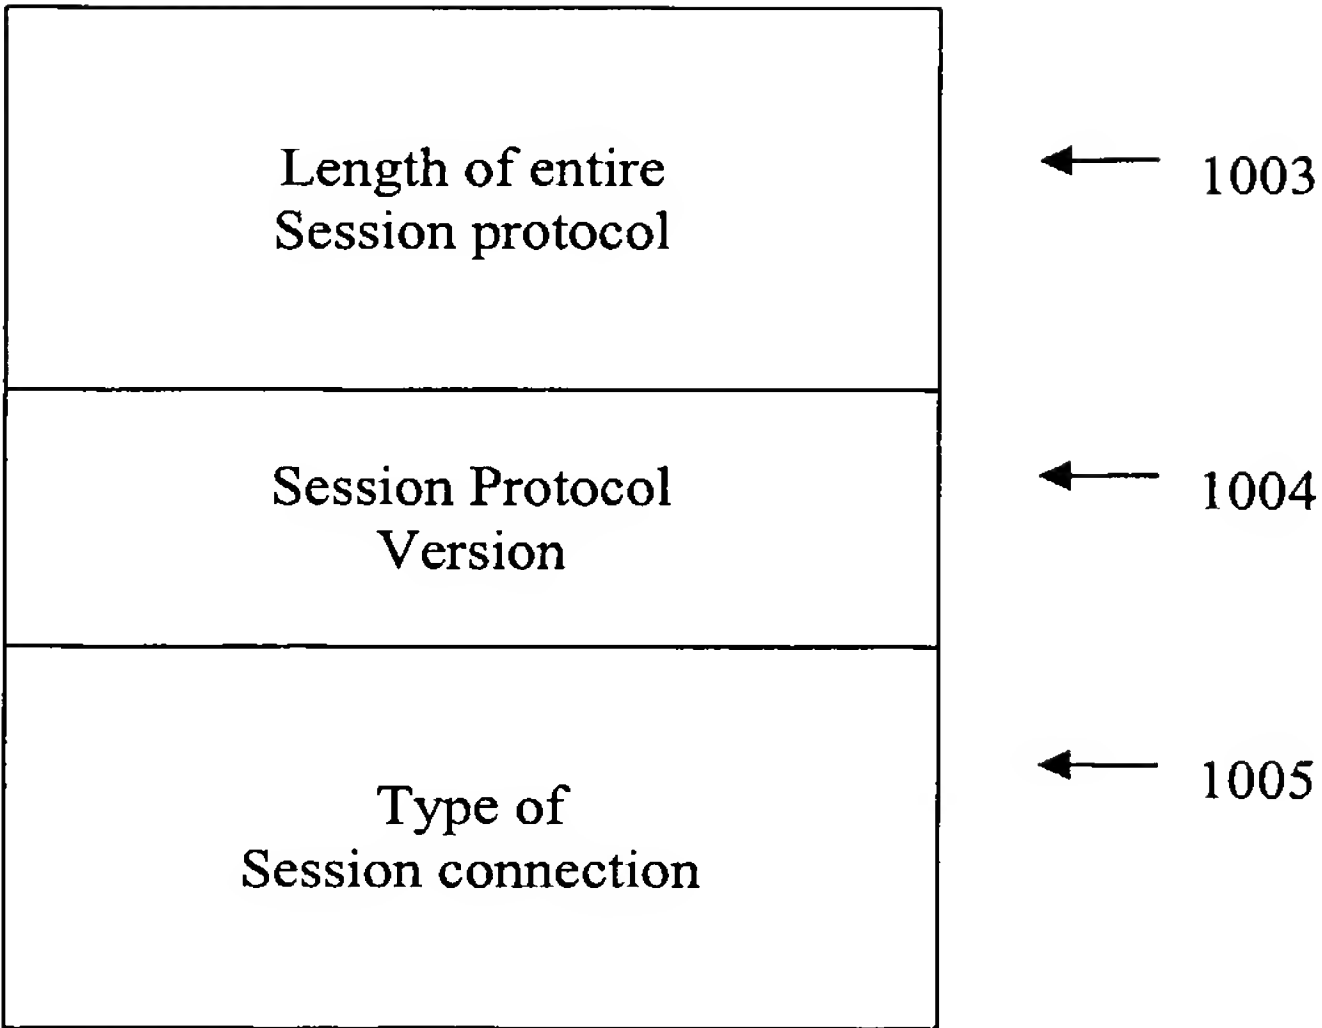 Length of entire
Session protocol
1003
Session Protocol
Version
1004
Type of
Session connection
1005